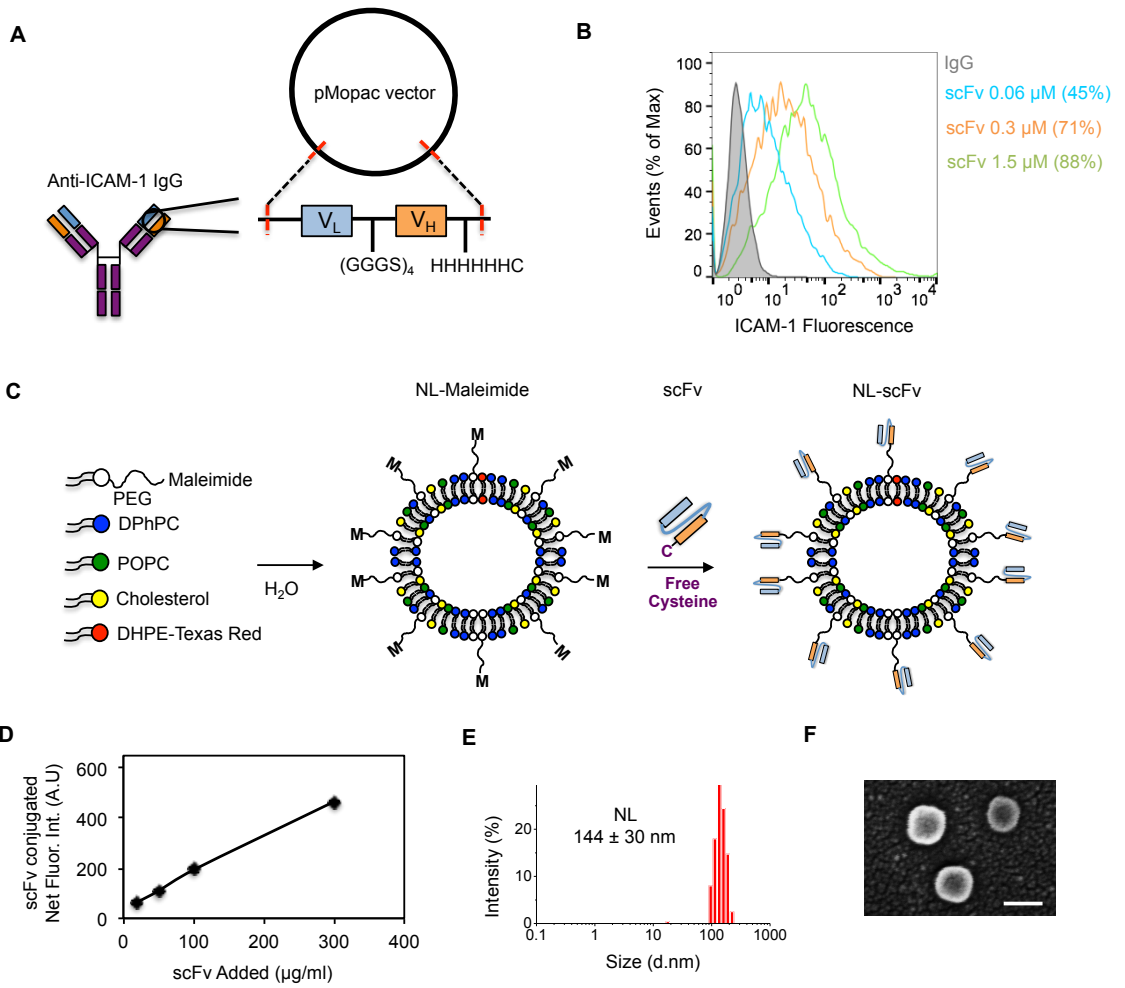 A
pMopac vector
Anti-ICAM-1 IgG
V_L
V_H
(GGGS)_4
HHHHHHC
B
Events (% of Max)
100
80
60
40
20
0
10^0
10^1
10^2
10^3
10^4
ICAM-1 Fluorescence
IgG
scFv 0.06 µM (45%)
scFv 0.3 µM (71%)
scFv 1.5 µM (88%)
C
Maleimide
PEG
DPhPC
POPC
Cholesterol
DHPE-Texas Red
H_2O
NL-Maleimide
M
M
M
M
M
M
M
M
M
M
scFv
C
Free
Cysteine
NL-scFv
D
scFv conjugated
Net Fluor. Int. (A.U)
600
400
200
0
0
100
200
300
400
scFv Added (µg/ml)
E
NL
144 ± 30 nm
Intensity (%)
20
10
0
0.1
1
10
100
1000
Size (d.nm)
F